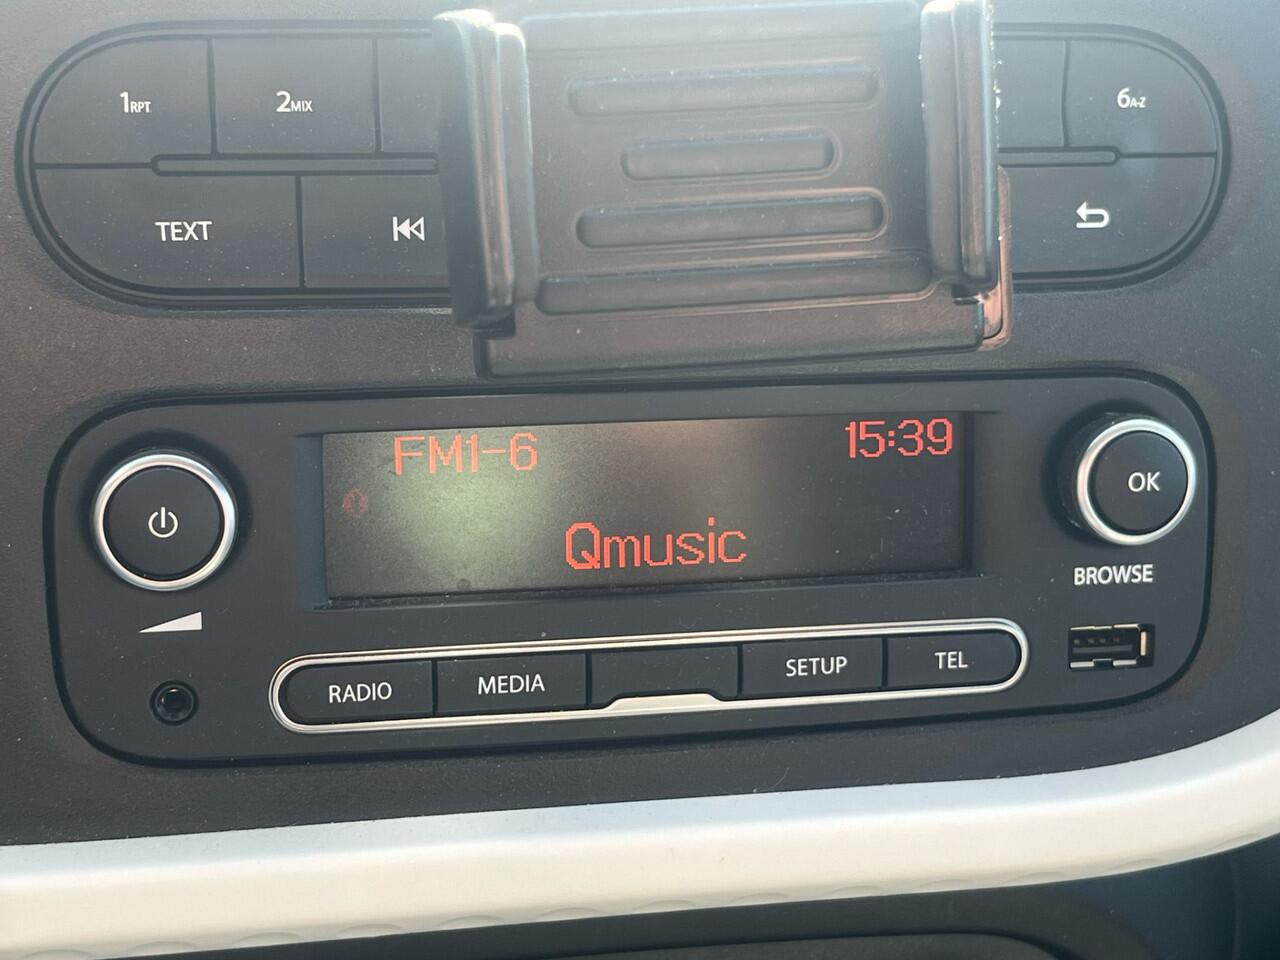 1RPT 2MIX 6A-Z
TEXT
FM1-6 15:39
Qmusic
OK
BROWSE
RADIO MEDIA SETUP TEL